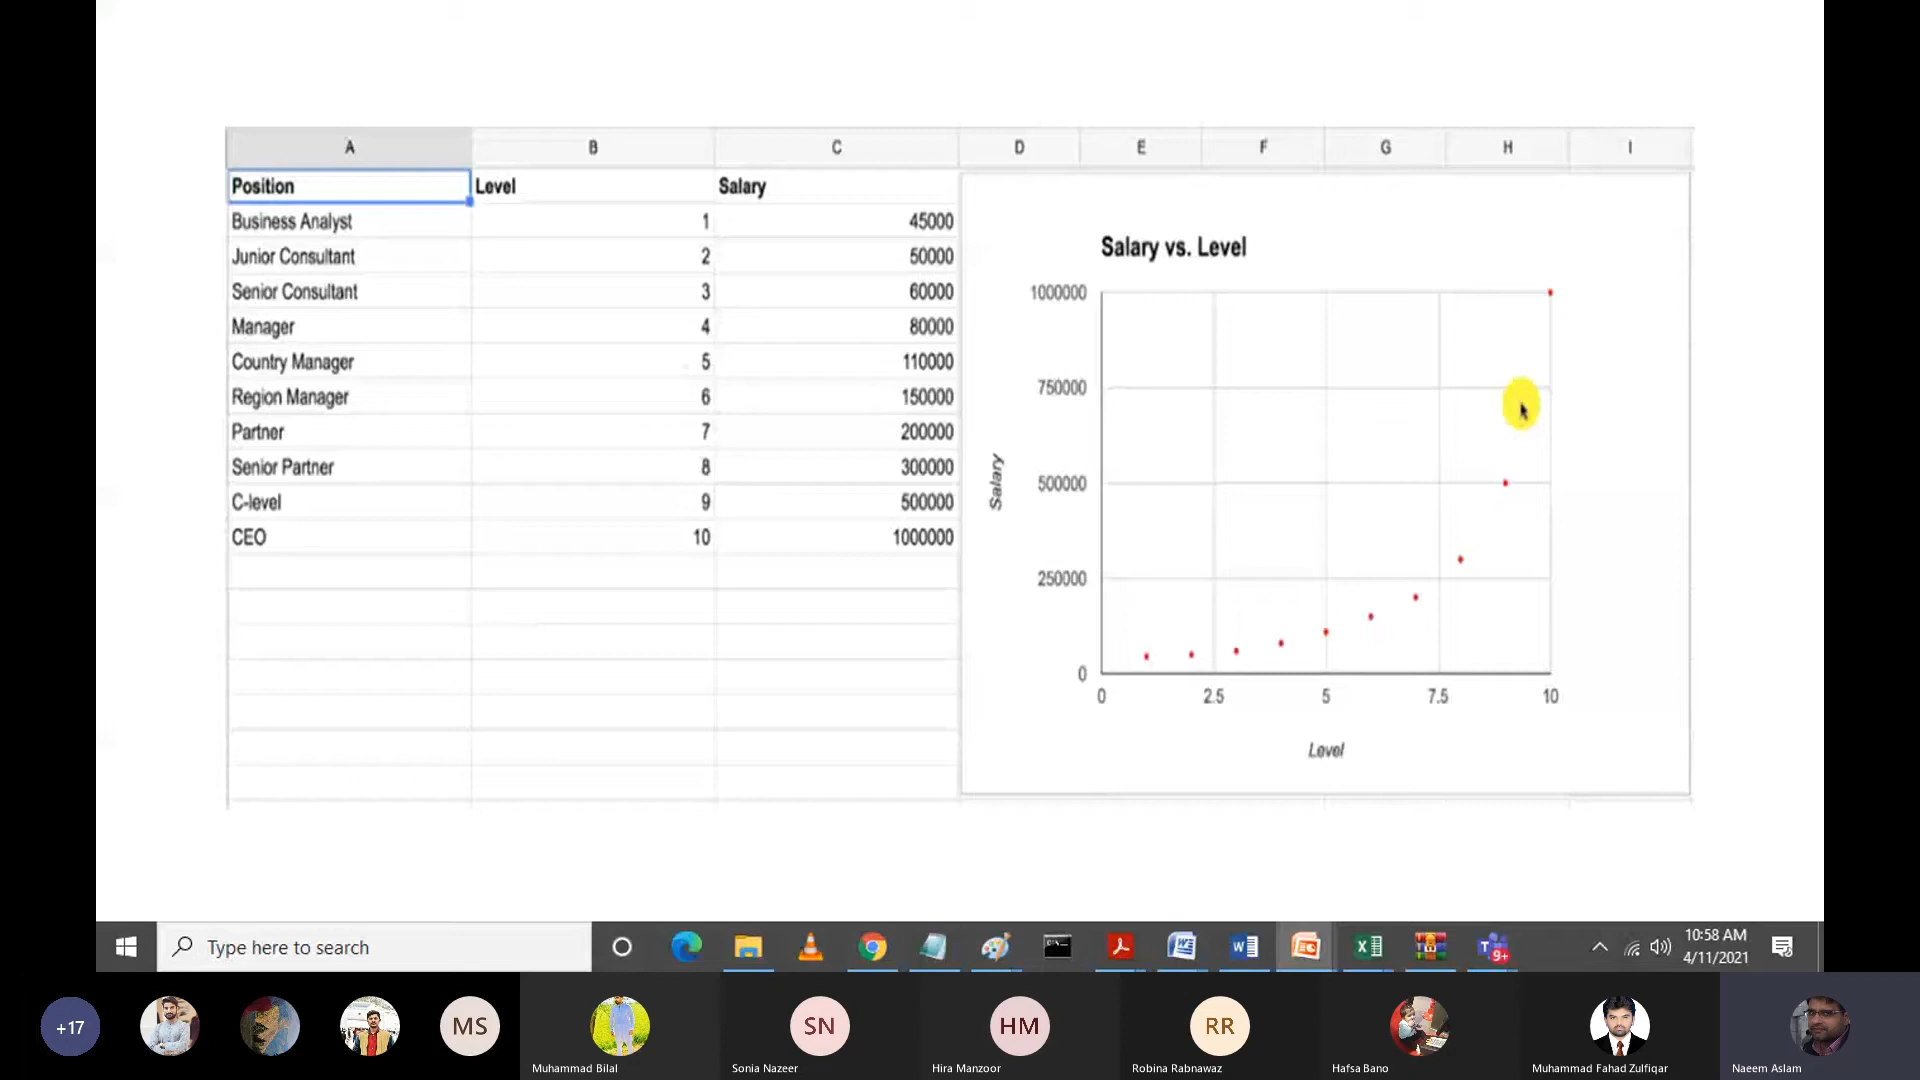 A B C D E F G H I
Position Level Salary
Business Analyst 1 45000
Junior Consultant 2 50000
Senior Consultant 3 60000
Manager 4 80000
Country Manager 5 110000
Region Manager 6 150000
Partner 7 200000
Senior Partner 8 300000
C-level 9 500000
CEO 10 1000000
Salary vs. Level
1000000
750000
500000
250000
0
Salary
0 2.5 5 7.5 10
Level
Type here to search
9+
10:58 AM
4/11/2021
+17
MS
SN
HM
RR
Muhammad Bilal
Sonia Nazeer
Hira Manzoor
Robina Rabnawaz
Hafsa Bano
Muhammad Fahad Zulfiqar
Naeem Aslam